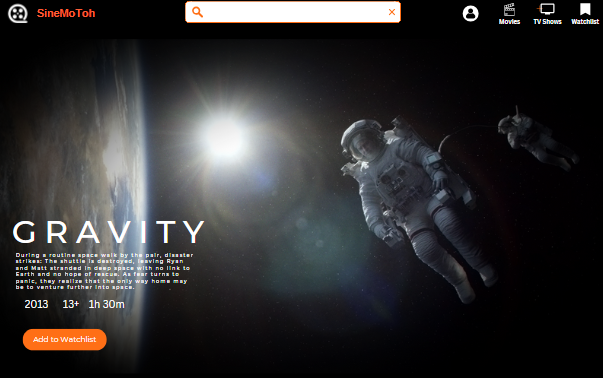 SineMoToh
Movies
TV Shows
Watchlist
GRAVITY
During a routine space walk by the pair, disaster
strikes: The shuttle is destroyed, leaving Ryan
and Matt stranded in deep space with no link to
Earth and no hope of rescue. As fear turns to
panic, they realize that the only way home may
be to venture further into space.
2013 13+ 1h 30m
Add to Watchlist